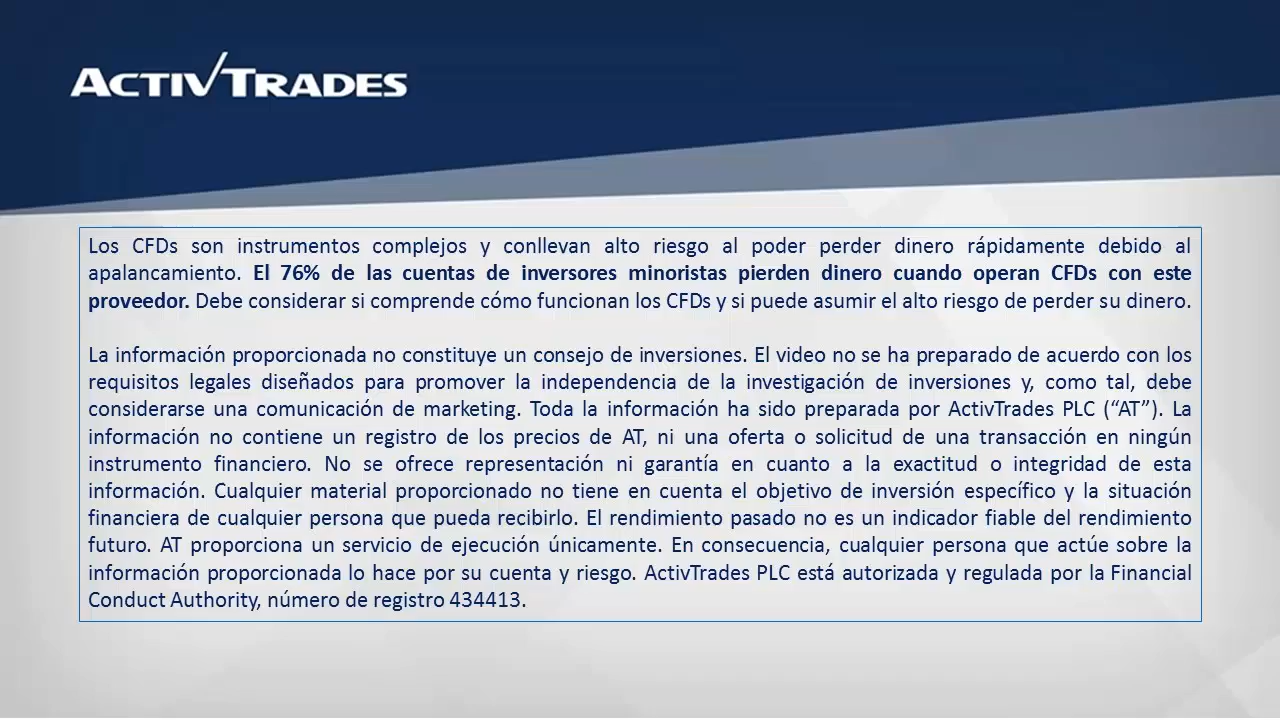 ACTIVTRADES
Los CFDs son instrumentos complejos y conllevan alto riesgo al poder perder dinero rápidamente debido al
apalancamiento. El 76% de las cuentas de inversores minoristas pierden dinero cuando operan CFDs con este
proveedor. Debe considerar si comprende cómo funcionan los CFDs y si puede asumir el alto riesgo de perder su dinero.
La información proporcionada no constituye un consejo de inversiones. El video no se ha preparado de acuerdo con los
requisitos legales diseñados para promover la independencia de la investigación de inversiones y, como tal, debe
considerarse una comunicación de marketing. Toda la información ha sido preparada por ActivTrades PLC (“AT”). La
información no contiene un registro de los precios de AT, ni una oferta o solicitud de una transacción en ningún
instrumento financiero. No se ofrece representación ni garantía en cuanto a la exactitud o integridad de esta
información. Cualquier material proporcionado no tiene en cuenta el objetivo de inversión específico y la situación
financiera de cualquier persona que pueda recibirlo. El rendimiento pasado no es un indicador fiable del rendimiento
futuro. AT proporciona un servicio de ejecución únicamente. En consecuencia, cualquier persona que actúe sobre la
información proporcionada lo hace por su cuenta y riesgo. ActivTrades PLC está autorizada y regulada por la Financial
Conduct Authority, número de registro 434413.